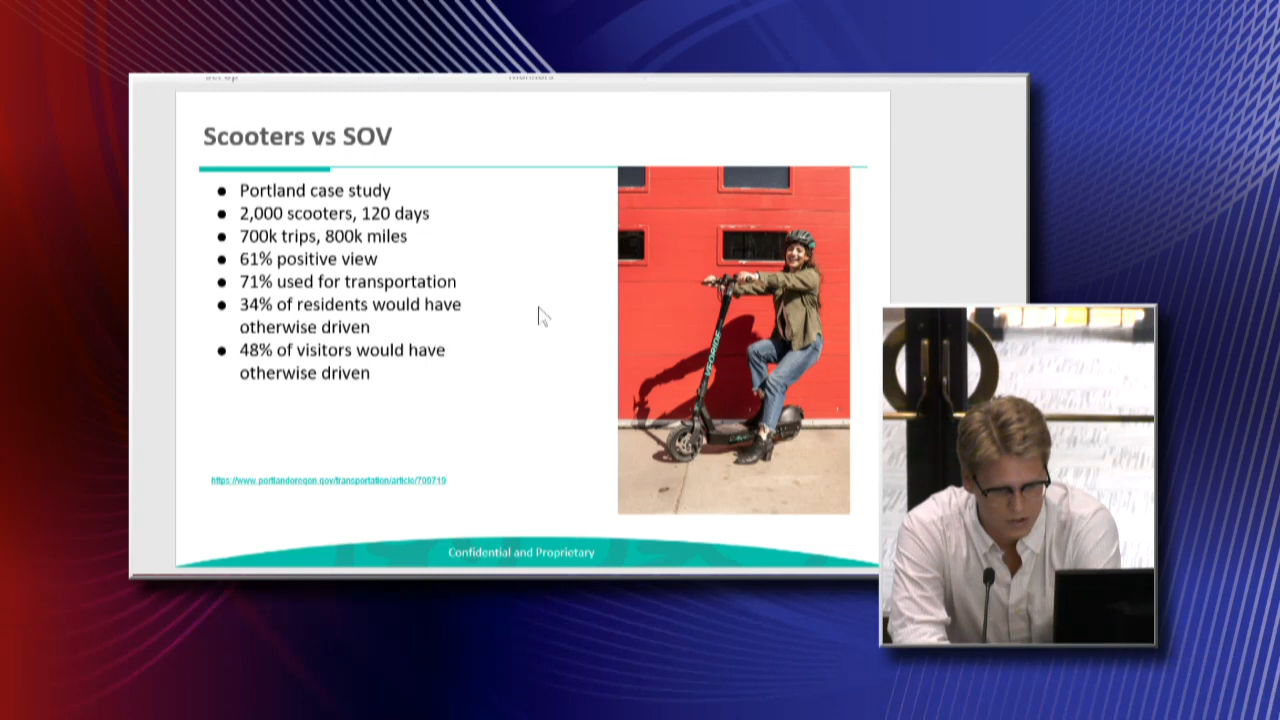 Scooters vs SOV
● Portland case study
● 2,000 scooters, 120 days
● 700k trips, 800k miles
● 61% positive view
● 71% used for transportation
● 34% of residents would have
otherwise driven
● 48% of visitors would have
otherwise driven
VEORIDE
https://www.portlandoregon.gov/transportation/article/709719
Confidential and Proprietary